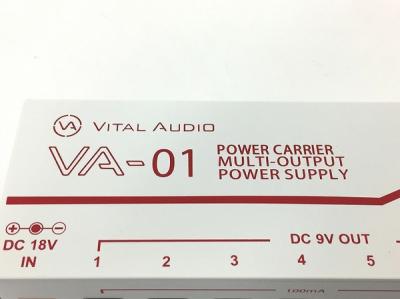 VA VITAL AUDIO
VA-01
POWER CARRIER
MULTI-OUTPUT
POWER SUPPLY
DC 18V
IN
DC 9V OUT
1 2 3 4 5
100mA